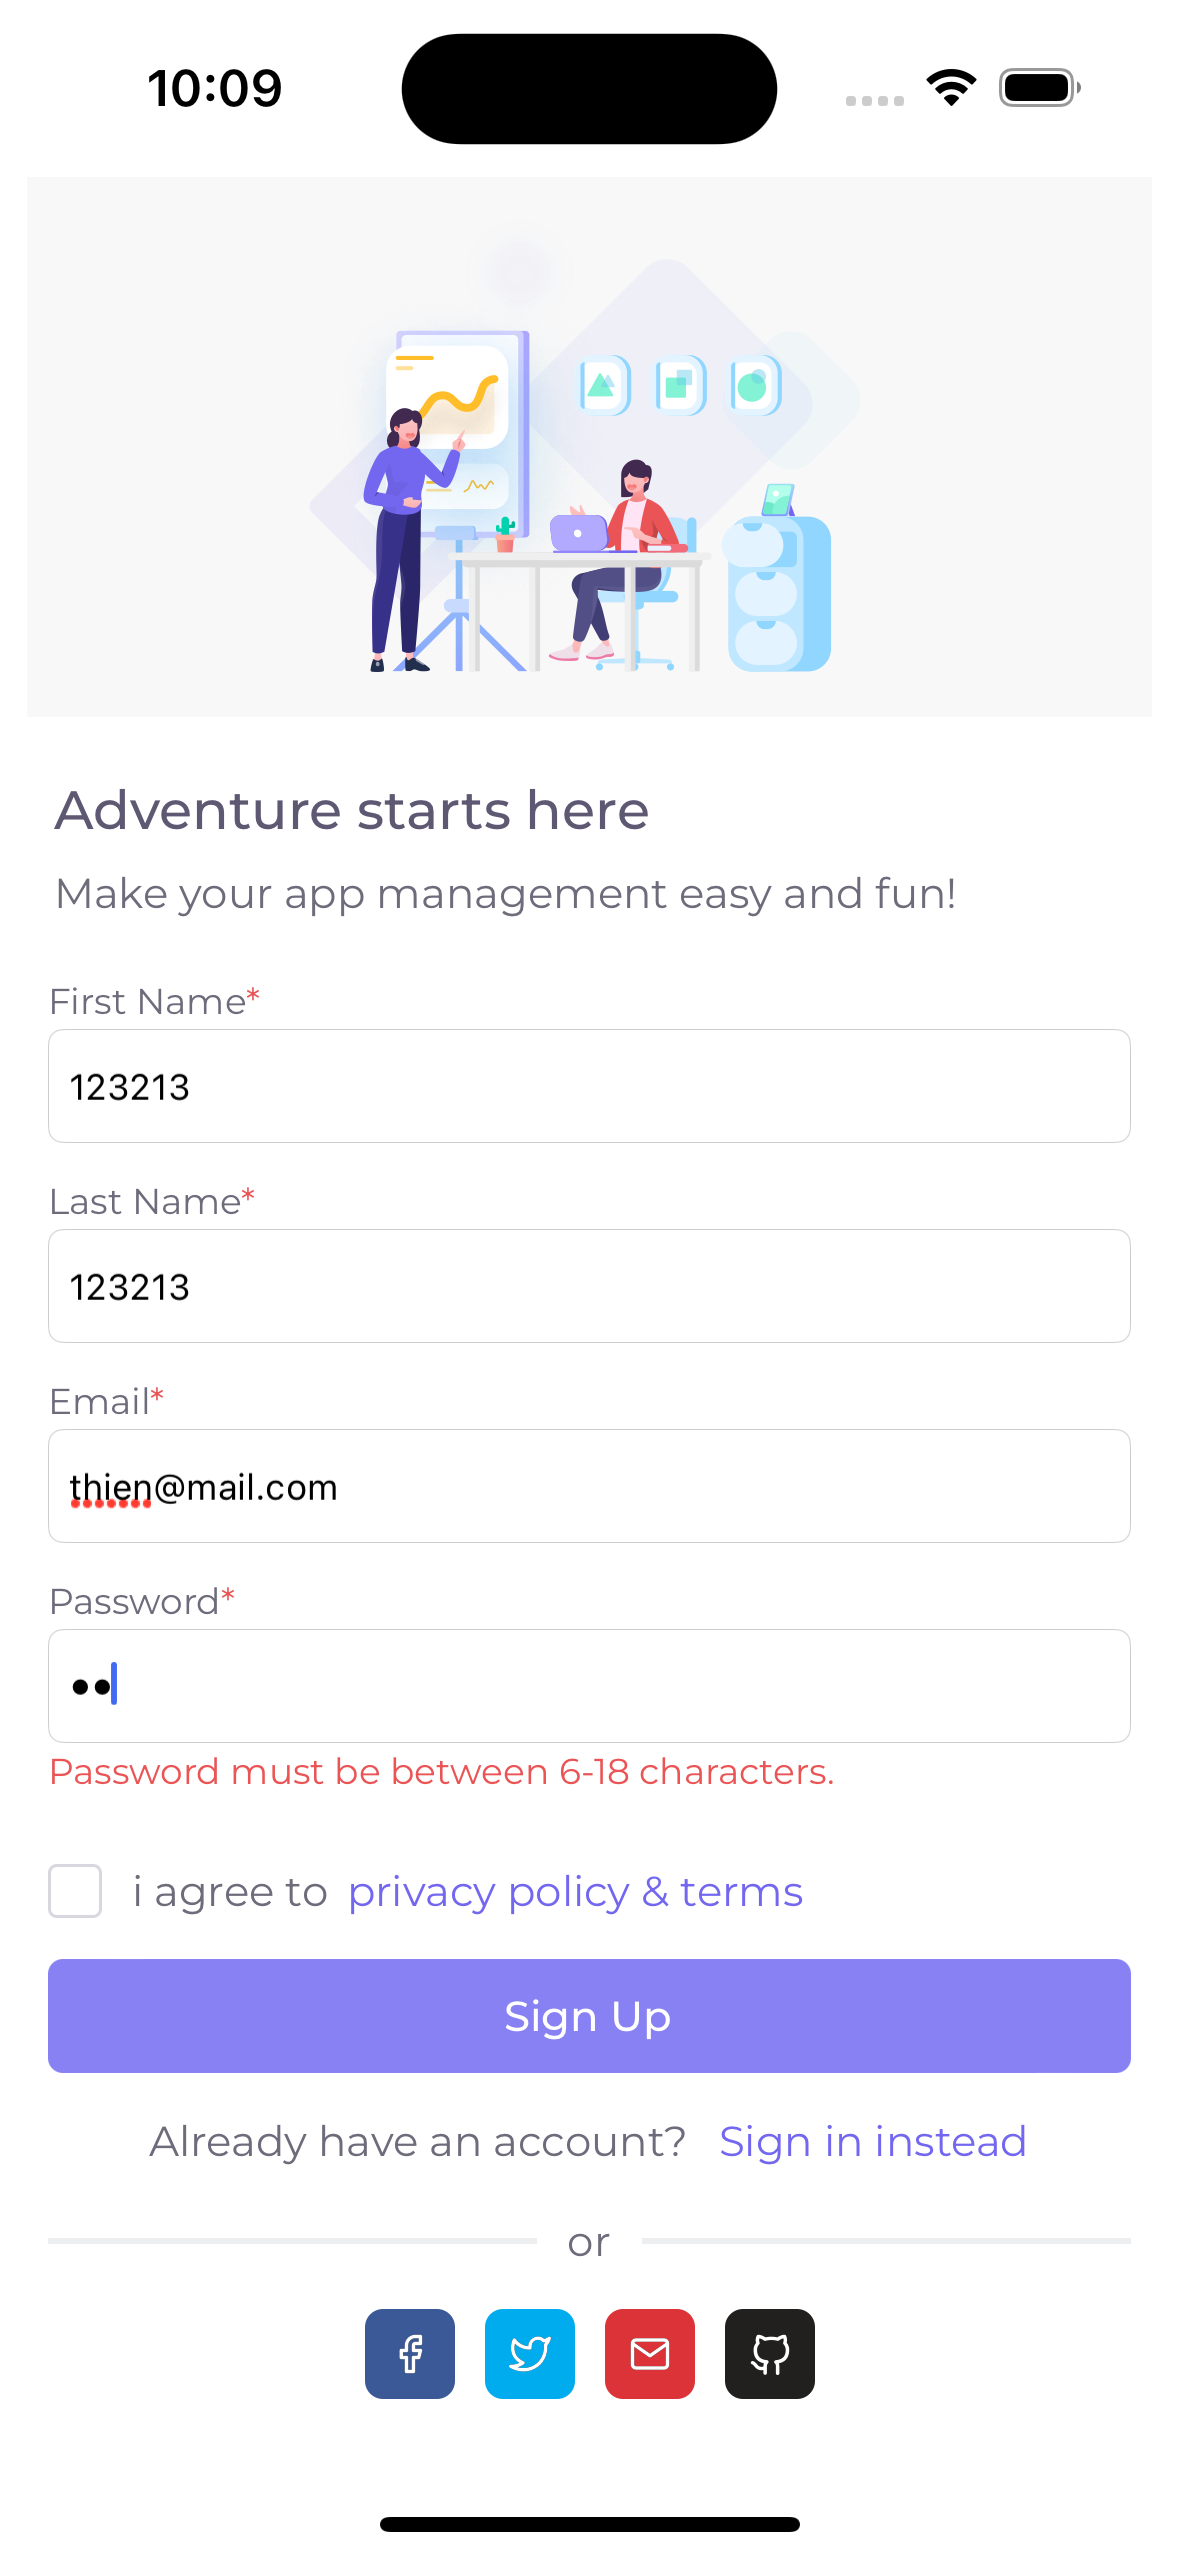 10:09
Adventure starts here
Make your app management easy and fun!
First Name*
123213
Last Name*
123213
Email*
thien@mail.com
Password*
Password must be between 6-18 characters.
i agree to privacy policy & terms
Sign Up
Already have an account? Sign in instead
or